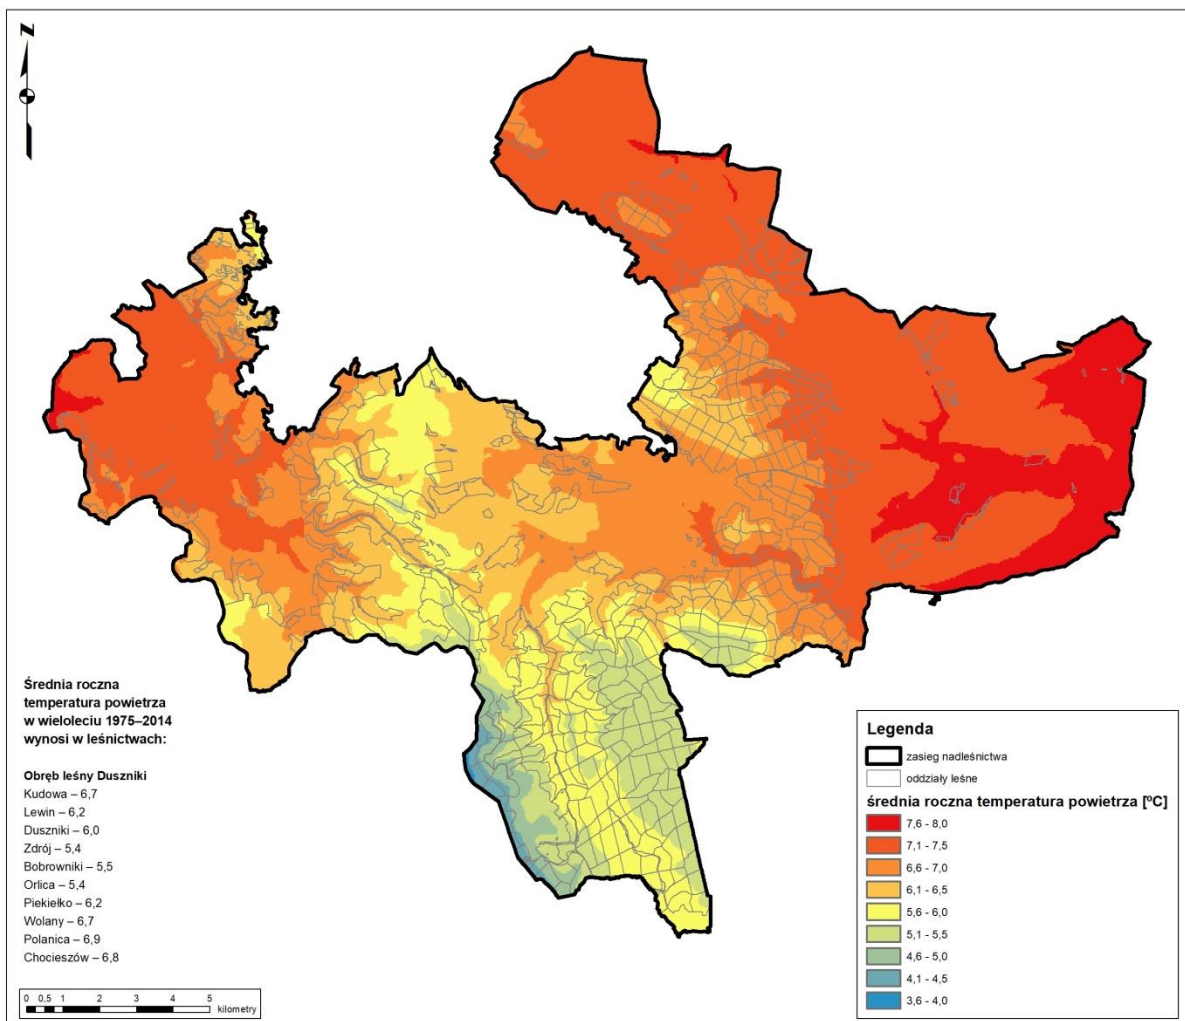 N
Średnia roczna
temperatura powietrza
w wieloleciu 1975–2014
wynosi w leśnictwach:
Obręb leśny Duszniki
Kudowa – 6,7
Lewin – 6,2
Duszniki – 6,0
Zdrój – 5,4
Bobrowniki – 5,5
Orlica – 5,4
Piekiełko – 6,2
Wolany – 6,7
Polanica – 6,9
Chocieszów – 6,8
0 0,5 1 2 3 4 5
kilometry
Legenda
zasięg nadleśnictwa
oddziały leśne
średnia roczna temperatura powietrza [ºC]
7,6 - 8,0
7,1 - 7,5
6,6 - 7,0
6,1 - 6,5
5,6 - 6,0
5,1 - 5,5
4,6 - 5,0
4,1 - 4,5
3,6 - 4,0